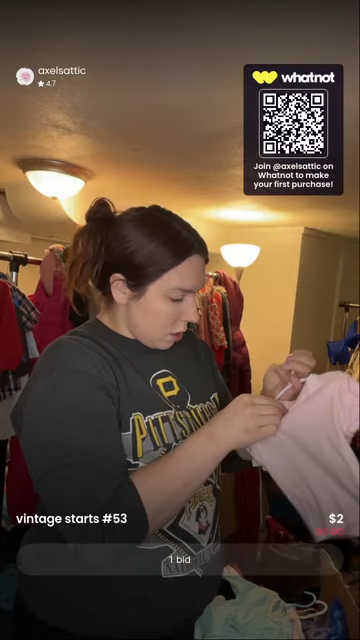 axelsattic
4.7
whatnot
Join @axelsattic on
Whatnot to make
your first purchase!
P
PITTSBURGH
vintage starts #53
$2
1 bid